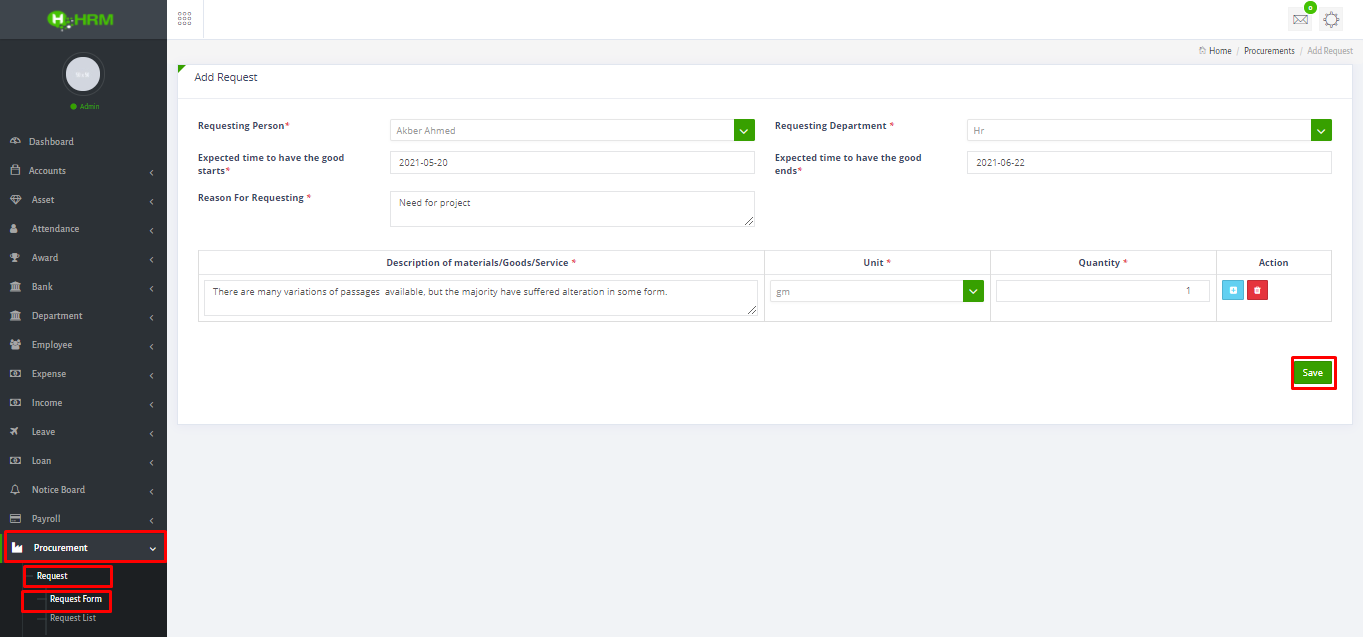 HRM
0
Home / Procurements / Add Request
Admin
Dashboard
Accounts
Asset
Attendance
Award
Bank
Department
Employee
Expense
Income
Leave
Loan
Notice Board
Payroll
Procurement
Request
Request Form
Request List
Add Request
Requesting Person*
Akber Ahmed
Requesting Department *
Hr
Expected time to have the good
starts*
2021-05-20
Expected time to have the good
ends*
2021-06-22
Reason For Requesting *
Need for project
Description of materials/Goods/Service *
Unit *
Quantity *
Action
There are many variations of passages available, but the majority have suffered alteration in some form.
gm
1
Save